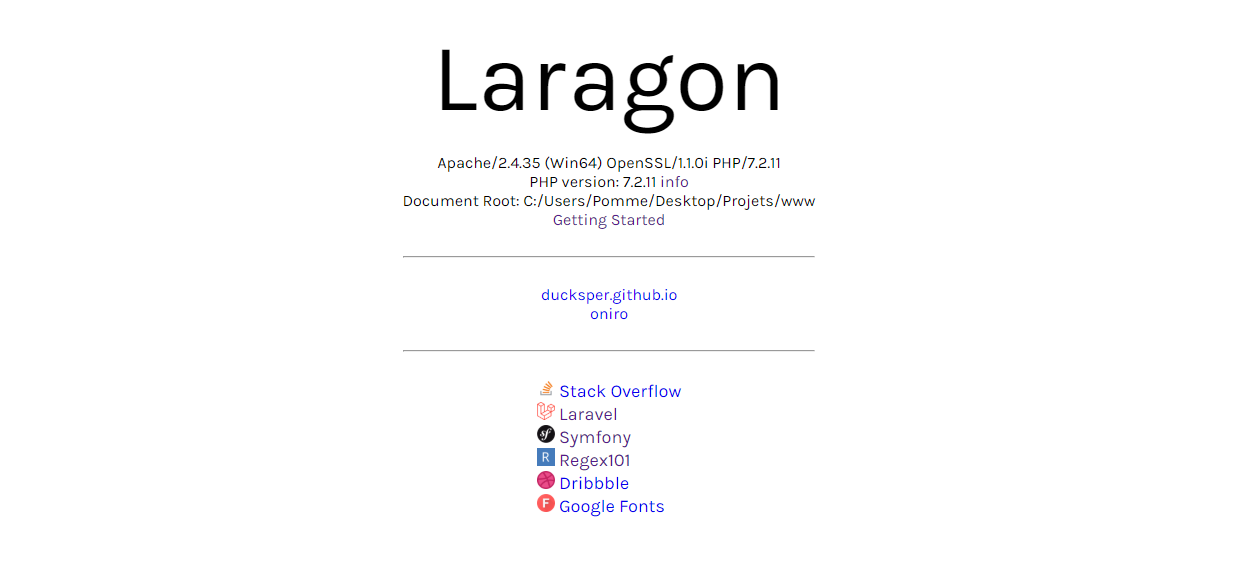 Laragon
Apache/2.4.35 (Win64) OpenSSL/1.1.0i PHP/7.2.11
PHP version: 7.2.11 info
Document Root: C:/Users/Pomme/Desktop/Projets/www
Getting Started
ducksper.github.io
oniro
Stack Overflow
Laravel
sf Symfony
R Regex101
Dribbble
F Google Fonts